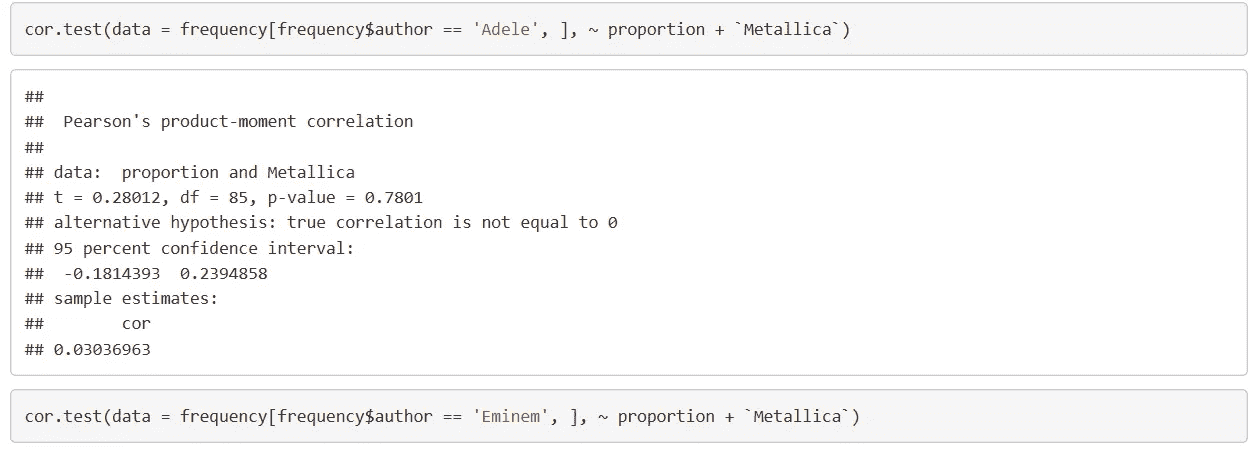 cor.test(data = frequency[frequency$author == 'Adele', ], ~ proportion + `Metallica`)
##
##  Pearson's product-moment correlation
##
## data:  proportion and Metallica
## t = 0.28012, df = 85, p-value = 0.7801
## alternative hypothesis: true correlation is not equal to 0
## 95 percent confidence interval:
##  -0.1814393  0.2394858
## sample estimates:
##        cor
## 0.03036963
cor.test(data = frequency[frequency$author == 'Eminem', ], ~ proportion + `Metallica`)